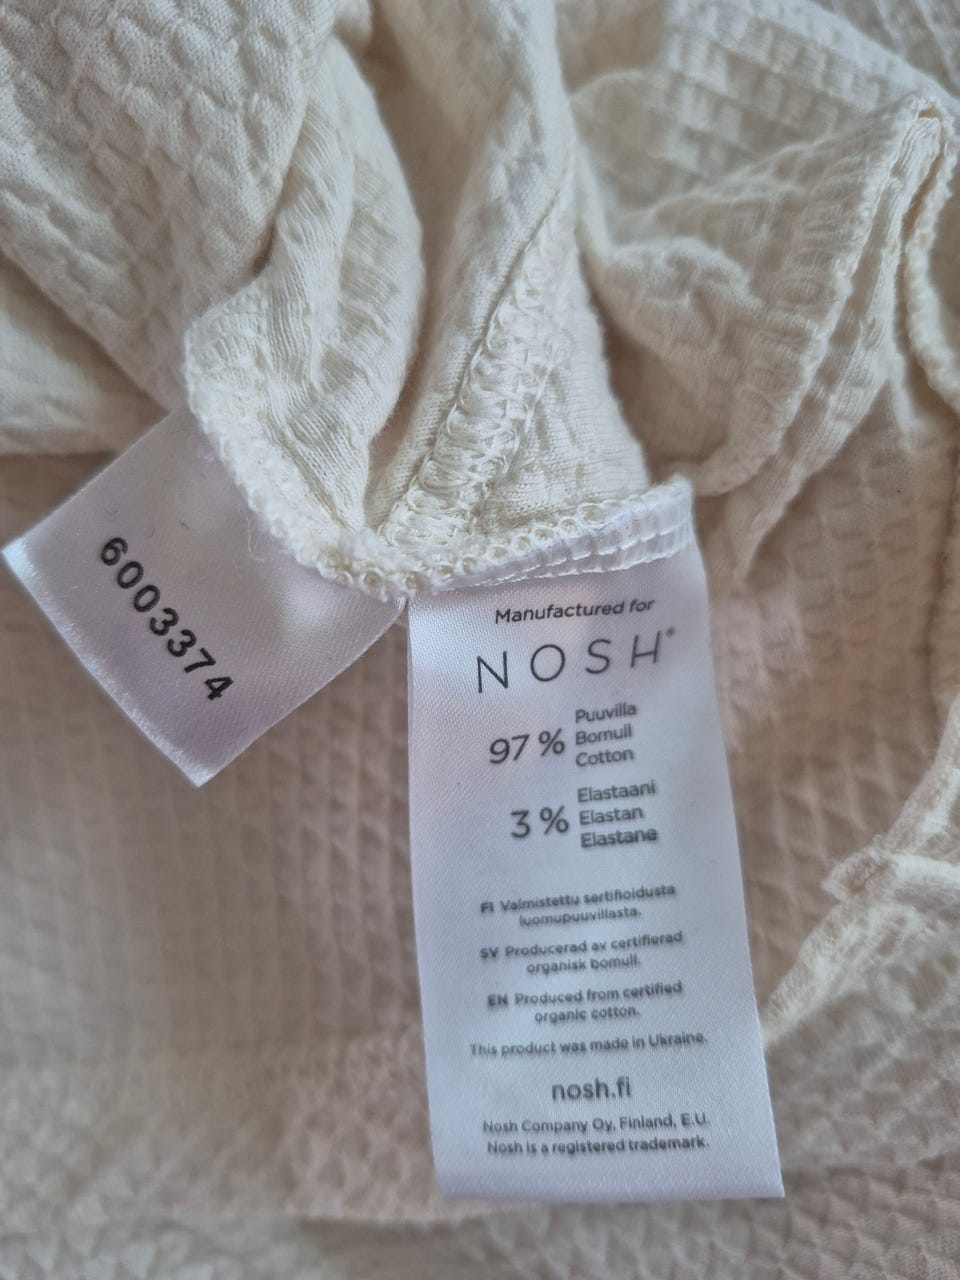 6003374
Manufactured for
NOSH®
97 % Puuvilla
Bomull
Cotton
3 % Elastaani
Elastan
Elastane
FI Valmistettu sertifioidusta
luomupuuvillasta.
SV Producerad av certifierad
organisk bomull.
EN Produced from certified
organic cotton.
This product was made in Ukraine.
nosh.fi
Nosh Company Oy, Finland, E.U.
Nosh is a registered trademark.